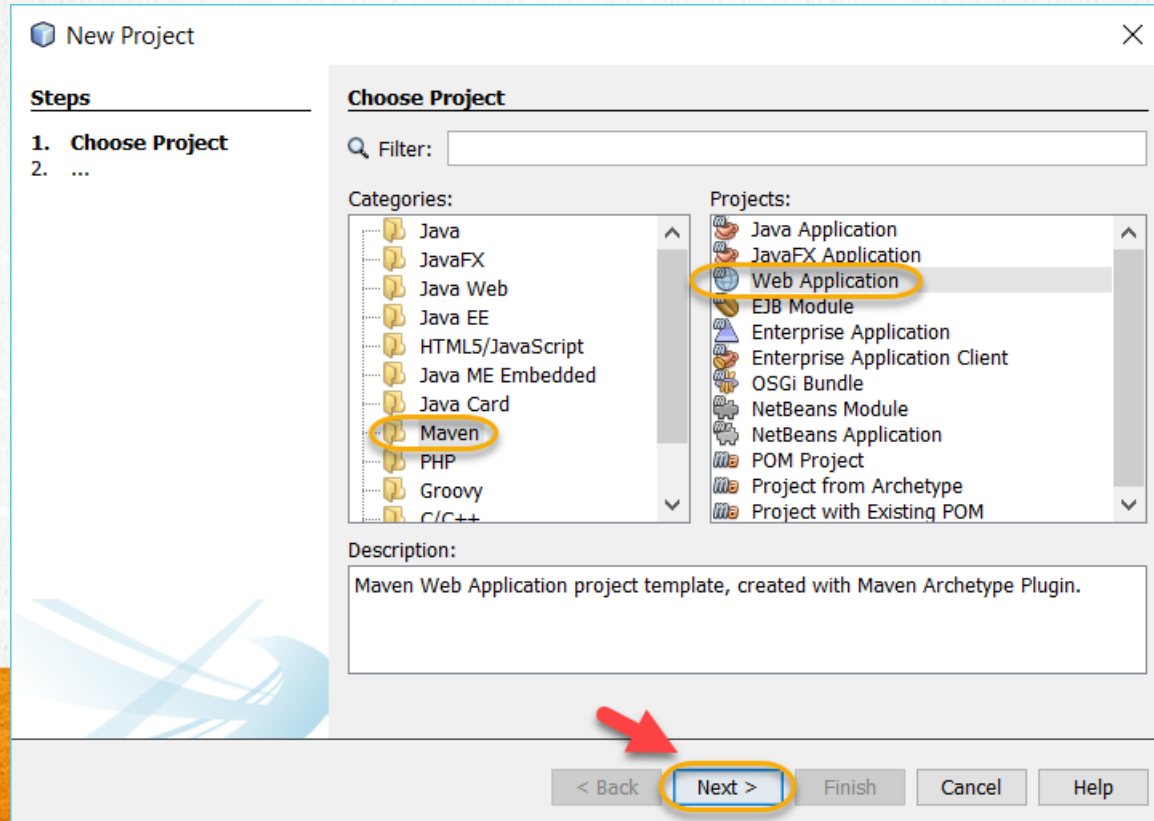 New Project
Steps
1. Choose Project
2. ...
Choose Project
Filter:
Categories:
Java
JavaFX
Java Web
Java EE
HTML5/JavaScript
Java ME Embedded
Java Card
Maven
PHP
Groovy
C/C++
Projects:
Java Application
JavaFX Application
Web Application
EJB Module
Enterprise Application
Enterprise Application Client
OSGi Bundle
NetBeans Module
NetBeans Application
POM Project
Project from Archetype
Project with Existing POM
Description:
Maven Web Application project template, created with Maven Archetype Plugin.
< Back
Next >
Finish
Cancel
Help